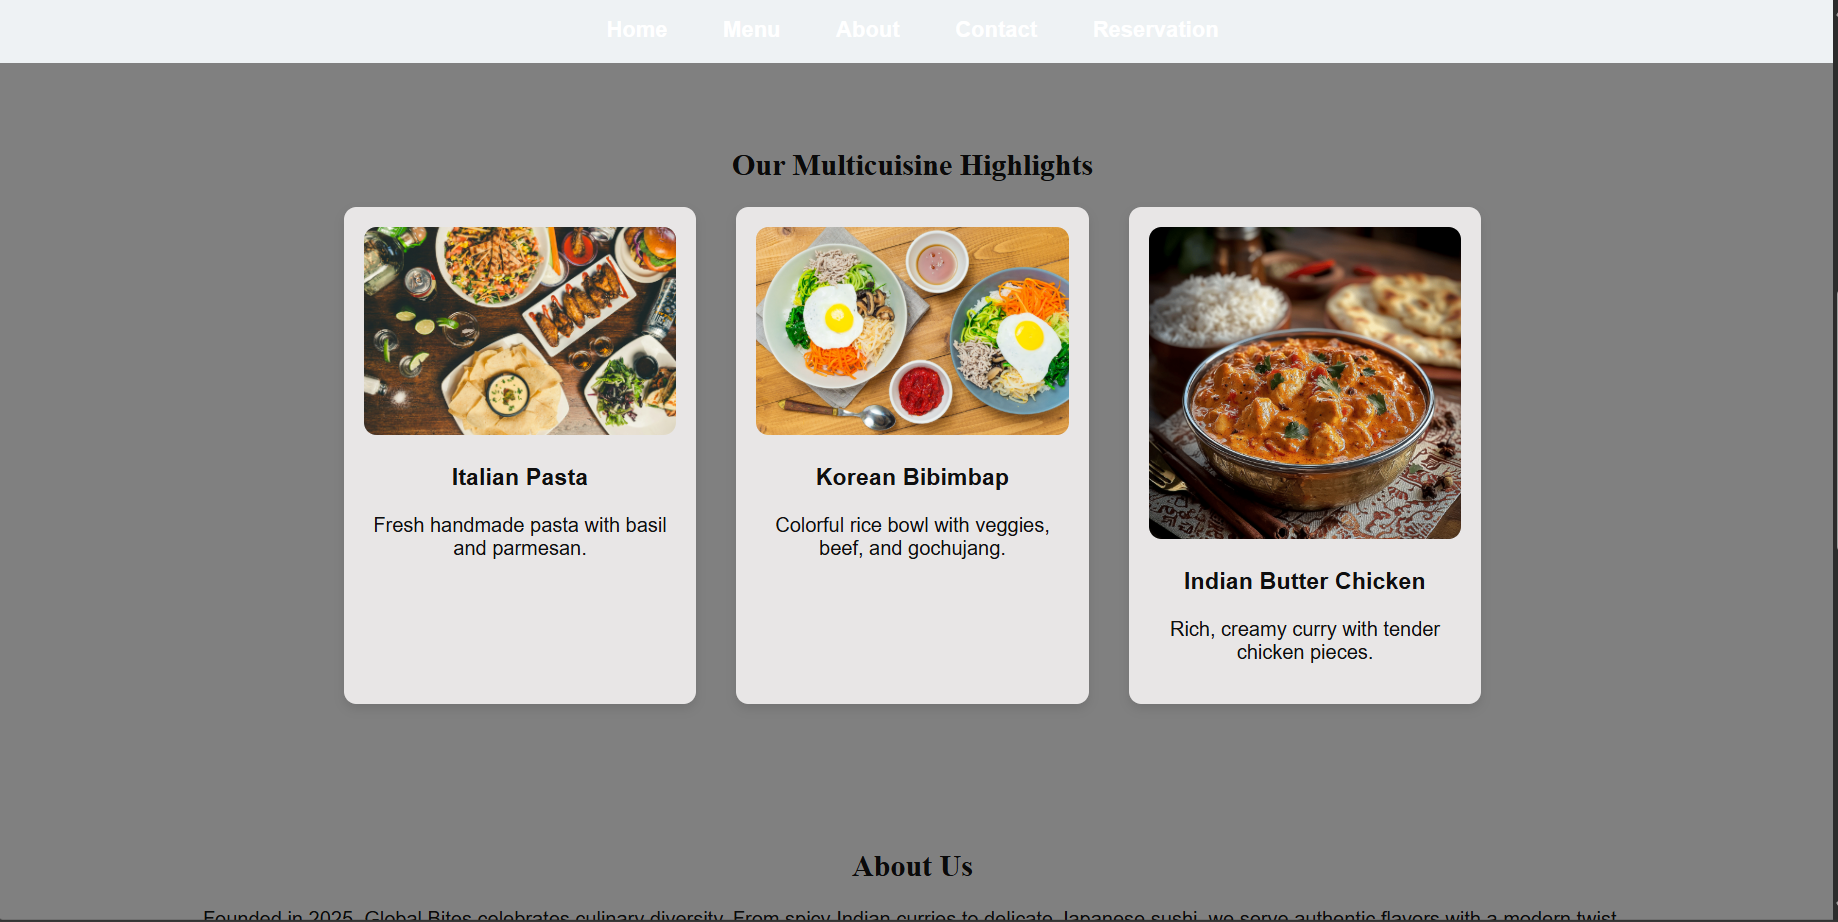 Home Menu About Contact Reservation
Our Multicuisine Highlights
Italian Pasta
Fresh handmade pasta with basil
and parmesan.
Korean Bibimbap
Colorful rice bowl with veggies,
beef, and gochujang.
Indian Butter Chicken
Rich, creamy curry with tender
chicken pieces.
About Us
Founded in 2025, Global Bites celebrates culinary diversity. From spicy Indian curries to delicate Japanese sushi, we serve authentic flavors with a modern twist.